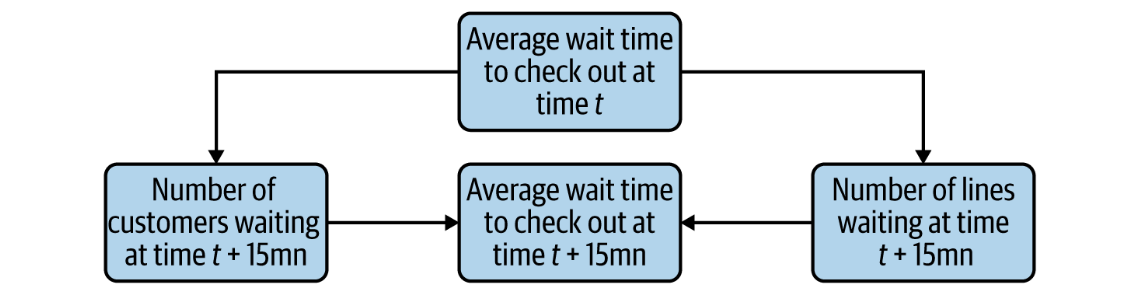 Average wait time
to check out at
time t
Number of
customers waiting
at time t + 15mn
Average wait time
to check out at
time t + 15mn
Number of lines
waiting at time
t + 15mn